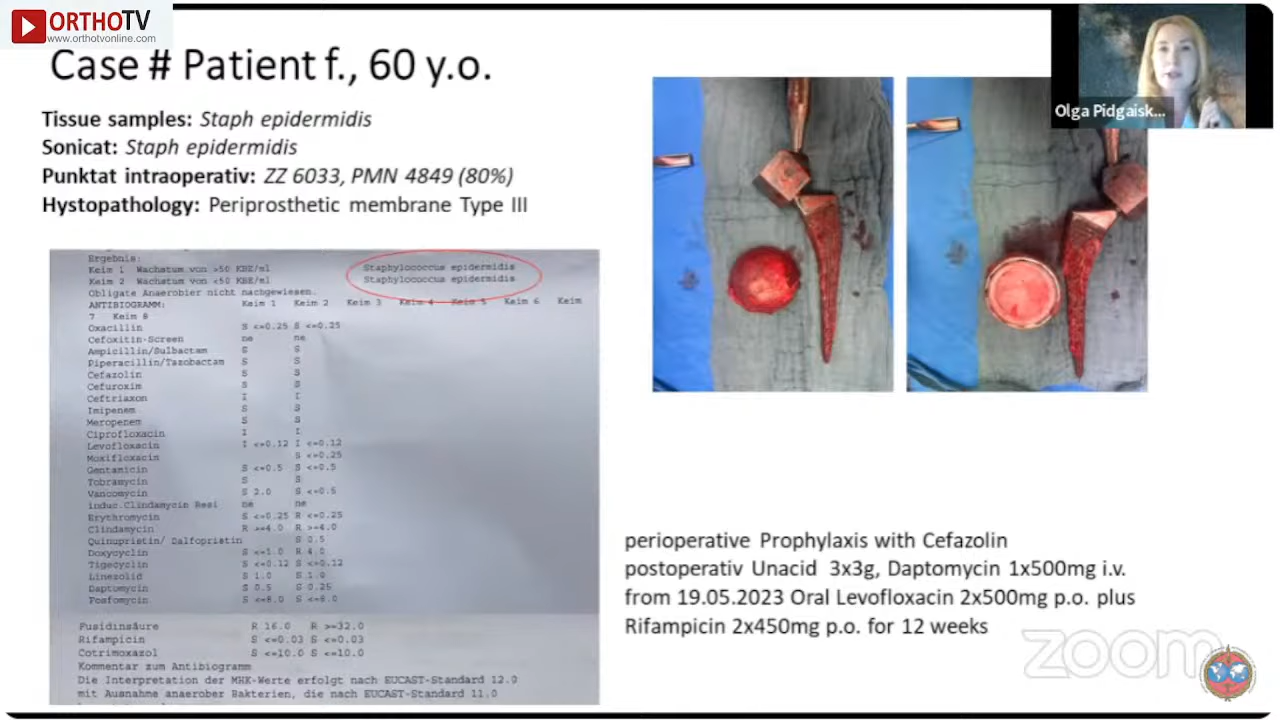 ORTHOTV
www.orthotvonline.com
Case # Patient f., 60 y.o.
Olga Pidgaisk...
Tissue samples: Staph epidermidis
Sonicat: Staph epidermidis
Punktat intraoperativ: ZZ 6033, PMN 4849 (80%)
Hystopathology: Periprosthetic membrane Type III
Ergebnis:
Keim 1 Wachstum von >50 KBE/ml Staphylococcus epidermidis
Keim 2 Wachstum von <50 KBE/ml Staphylococcus epidermidis
Obligate Anaerobier nicht nachgewiesen.
ANTIBIOGRAMM: Keim 1 Keim 2 Keim 3 Keim 4 Keim 5 Keim 6 Keim
7 Keim 8
Oxacillin S <=0.25 S <=0.25
Cefoxitin-Screen ne ne
Ampicillin/Sulbactam S S
Piperacillin/Tazobactam S S
Cefazolin S S
Cefuroxim S S
Ceftriaxon I I
Imipenem S S
Meropenem S S
Ciprofloxacin I I
Levofloxacin I <=0.12 I <=0.12
Moxifloxacin S <=0.25
Gentamicin S <=0.5 S <=0.5
Tobramycin S S
Vancomycin S 2.0 S <=0.5
induc.Clindamycin Resi ne ne
Erythromycin S <=0.25 R <=0.25
Clindamycin R >=4.0 R >=4.0
Quinupristin/ Dalfopristin S 0.5
Doxycyclin S <=1.0 R 4.0
Tigecyclin S <=0.12 S <=0.12
Linezolid S 1.0 S 1.0
Daptomycin S 0.5 S 0.25
Fosfomycin S <=8.0 S <=8.0
Fusidinsäure R 16.0 R >=32.0
Rifampicin S <=0.03 S <=0.03
Cotrimoxazol S <=10.0 S <=10.0
Kommentar zum Antibiogramm
Die Interpretation der MHK-Werte erfolgt nach EUCAST-Standard 12.0
mit Ausnahme anaerober Bakterien, die nach EUCAST-Standard 11.0
perioperative Prophylaxis with Cefazolin
postoperativ Unacid 3x3g, Daptomycin 1x500mg i.v.
from 19.05.2023 Oral Levofloxacin 2x500mg p.o. plus
Rifampicin 2x450mg p.o. for 12 weeks
zoom